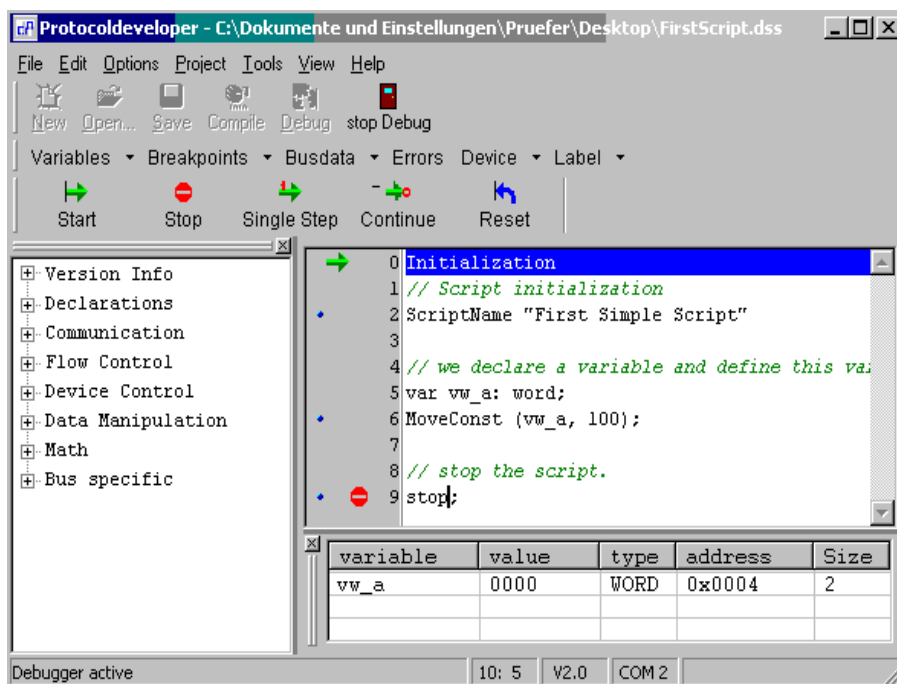 Protocoldeveloper - C:\Dokumente und Einstellungen\Pruefer\Desktop\FirstScript.dss
File Edit Options Project Tools View Help
New Open... Save Compile Debug stop Debug
Variables Breakpoints Busdata Errors Device Label
Start Stop Single Step Continue Reset
Version Info
Declarations
Communication
Flow Control
Device Control
Data Manipulation
Math
Bus specific
0 Initialization
1 // Script initialization
2 ScriptName "First Simple Script"
3
4 // we declare a variable and define this
5 var vw_a: word;
6 MoveConst (vw_a, 100);
7
8 // stop the script.
9 stop;
variable value type address Size
vw_a 0000 WORD 0x0004 2
Debugger active 10: 5 V2.0 COM 2